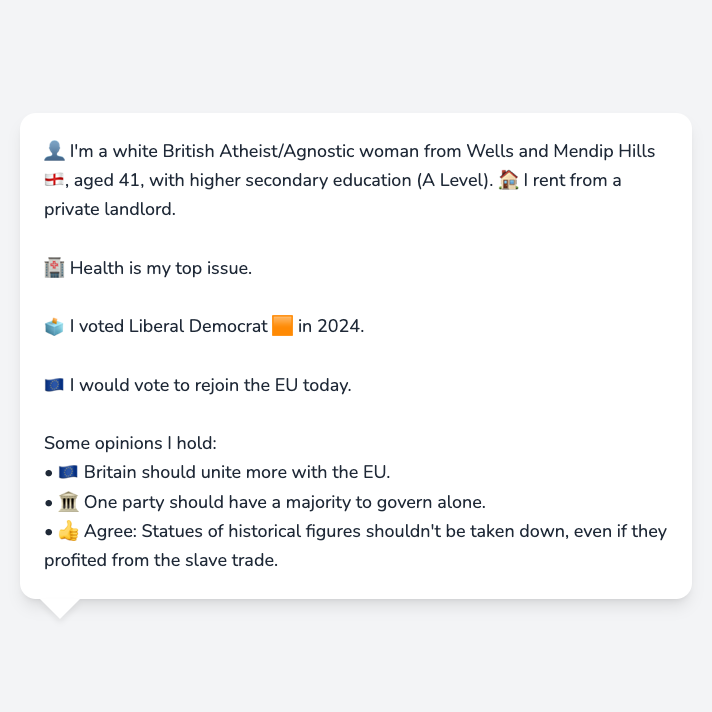 👤 I'm a white British Atheist/Agnostic woman from Wells and Mendip Hills
🏴󠁧󠁢󠁥󠁮󠁧󠁿, aged 41, with higher secondary education (A Level). 🏠 I rent from a
private landlord.
🏥 Health is my top issue.
🗳️ I voted Liberal Democrat 🟧 in 2024.
🇪🇺 I would vote to rejoin the EU today.
Some opinions I hold:
• 🇪🇺 Britain should unite more with the EU.
• 🏛️ One party should have a majority to govern alone.
• 👍 Agree: Statues of historical figures shouldn't be taken down, even if they
profited from the slave trade.